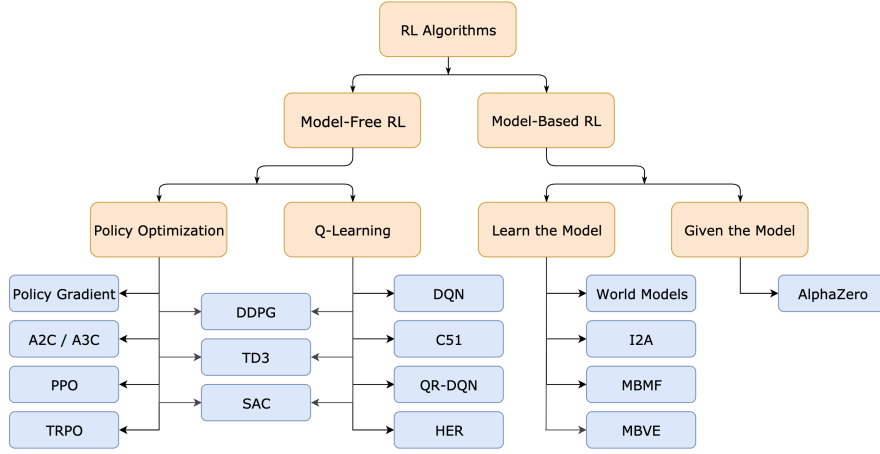 RL Algorithms
Model-Free RL
Model-Based RL
Policy Optimization
Q-Learning
Learn the Model
Given the Model
Policy Gradient
A2C / A3C
PPO
TRPO
DDPG
TD3
SAC
DQN
C51
QR-DQN
HER
World Models
I2A
MBMF
MBVE
AlphaZero